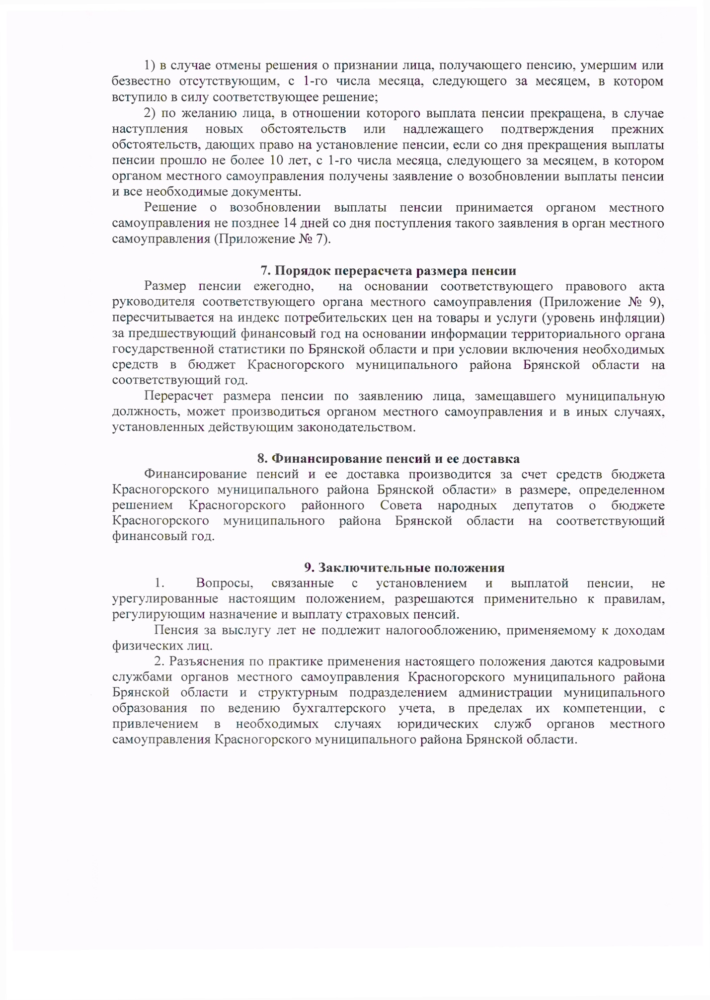 1) в случае отмены решения о признании лица, получающего пенсию, умершим или
безвестно отсутствующим, с 1-го числа месяца, следующего за месяцем, в котором
вступило в силу соответствующее решение;
2) по желанию лица, в отношении которого выплата пенсии прекращена, в случае
наступления новых обстоятельств или надлежащего подтверждения прежних
обстоятельств, дающих право на установление пенсии, если со дня прекращения выплаты
пенсии прошло не более 10 лет, с 1-го числа месяца, следующего за месяцем, в котором
органом местного самоуправления получены заявление о возобновлении выплаты пенсии
и все необходимые документы.
Решение о возобновлении выплаты пенсии принимается органом местного
самоуправления не позднее 14 дней со дня поступления такого заявления в орган местного
самоуправления (Приложение № 7).
7. Порядок перерасчета размера пенсии
Размер пенсии ежегодно, на основании соответствующего правового акта
руководителя соответствующего органа местного самоуправления (Приложение № 9),
пересчитывается на индекс потребительских цен на товары и услуги (уровень инфляции)
за предшествующий финансовый год на основании информации территориального органа
государственной статистики по Брянской области и при условии включения необходимых
средств в бюджет Красногорского муниципального района Брянской области на
соответствующий год.
Перерасчет размера пенсии по заявлению лица, замещавшего муниципальную
должность, может производиться органом местного самоуправления и в иных случаях,
установленных действующим законодательством.
8. Финансирование пенсий и ее доставка
Финансирование пенсий и ее доставка производится за счет средств бюджета
Красногорского муниципального района Брянской области» в размере, определенном
решением Красногорского районного Совета народных депутатов о бюджете
Красногорского муниципального района Брянской области на соответствующий
финансовый год.
9. Заключительные положения
1. Вопросы, связанные с установлением и выплатой пенсии, не
урегулированные настоящим положением, разрешаются применительно к правилам,
регулирующим назначение и выплату страховых пенсий.
Пенсия за выслугу лет не подлежит налогообложению, применяемому к доходам
физических лиц.
2. Разъяснения по практике применения настоящего положения даются кадровыми
службами органов местного самоуправления Красногорского муниципального района
Брянской области и структурным подразделением администрации муниципального
образования по ведению бухгалтерского учета, в пределах их компетенции, с
привлечением в необходимых случаях юридических служб органов местного
самоуправления Красногорского муниципального района Брянской области.